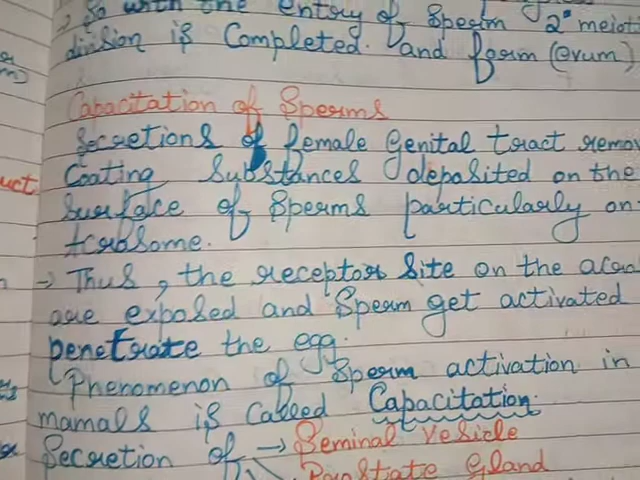 → So with the entry of Sperm 2° meiot
division is Completed. and form (ovum)
Capacitation of Sperms
Secretions of female genital tract remov
uct Coating Substances deposited on the
Surface of Sperms particularly on
→ Thus, the receptor site on the acro
are exposed and Sperm get activated
penetrate the egg.
Phenomenon of Sperm activation in
mamals is Called Capacitation.
Secretion of → Seminal vesicle
Gland